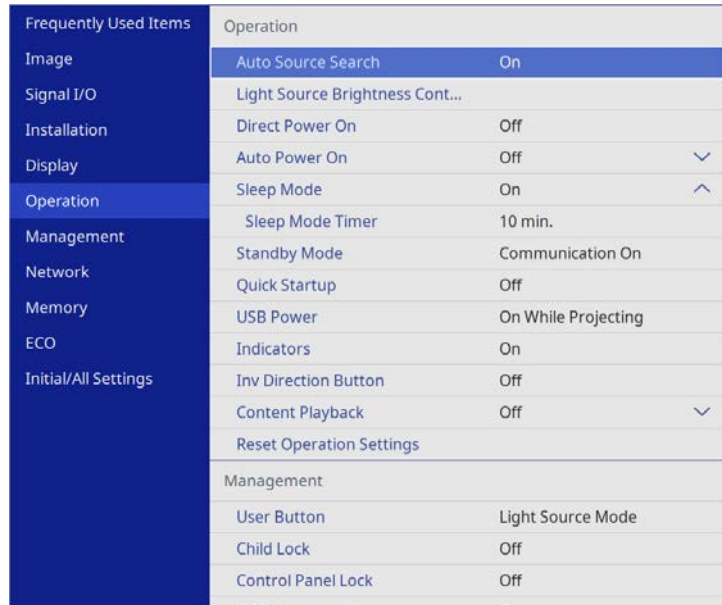 Frequently Used Items
Image
Signal I/O
Installation
Display
Operation
Management
Network
Memory
ECO
Initial/All Settings
Operation
Auto Source Search On
Light Source Brightness Cont...
Direct Power On Off
Auto Power On Off
Sleep Mode On
Sleep Mode Timer 10 min.
Standby Mode Communication On
Quick Startup Off
USB Power On While Projecting
Indicators On
Inv Direction Button Off
Content Playback Off
Reset Operation Settings
Management
User Button Light Source Mode
Child Lock Off
Control Panel Lock Off